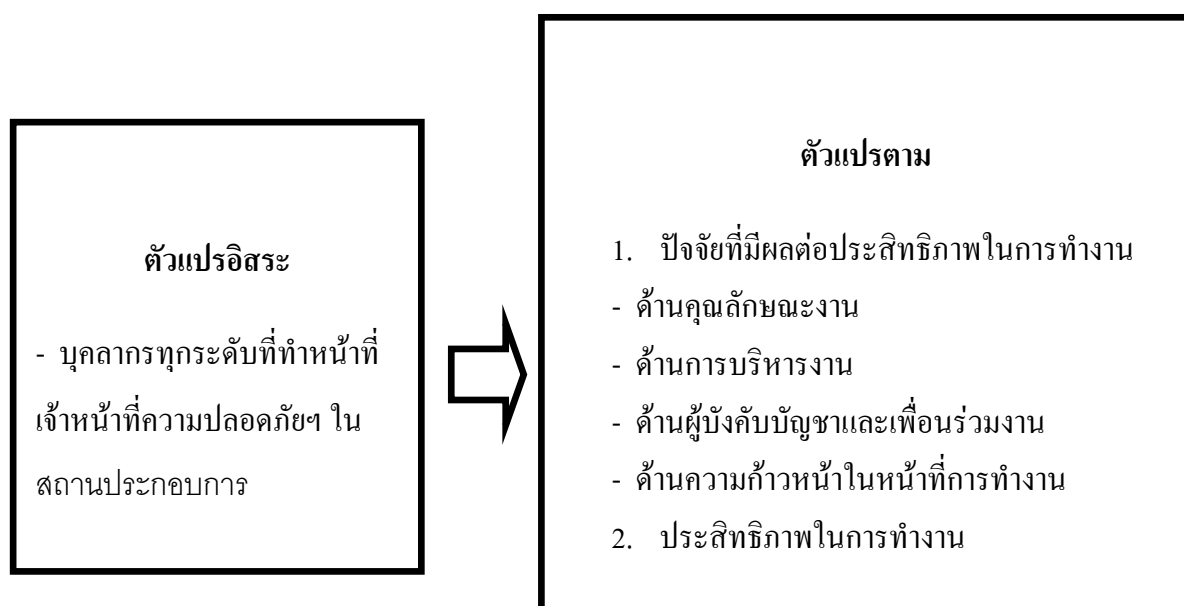 ตัวแปรอิสระ
- บุคลากรทุกระดับที่ทำหน้าที่
เจ้าหน้าที่ความปลอดภัยฯ ใน
สถานประกอบการ
ตัวแปรตาม
1. ปัจจัยที่มีผลต่อประสิทธิภาพในการทำงาน
- ด้านคุณลักษณะงาน
- ด้านการบริหารงาน
- ด้านผู้บังคับบัญชาและเพื่อนร่วมงาน
- ด้านความก้าวหน้าในหน้าที่การทำงาน
2. ประสิทธิภาพในการทำงาน